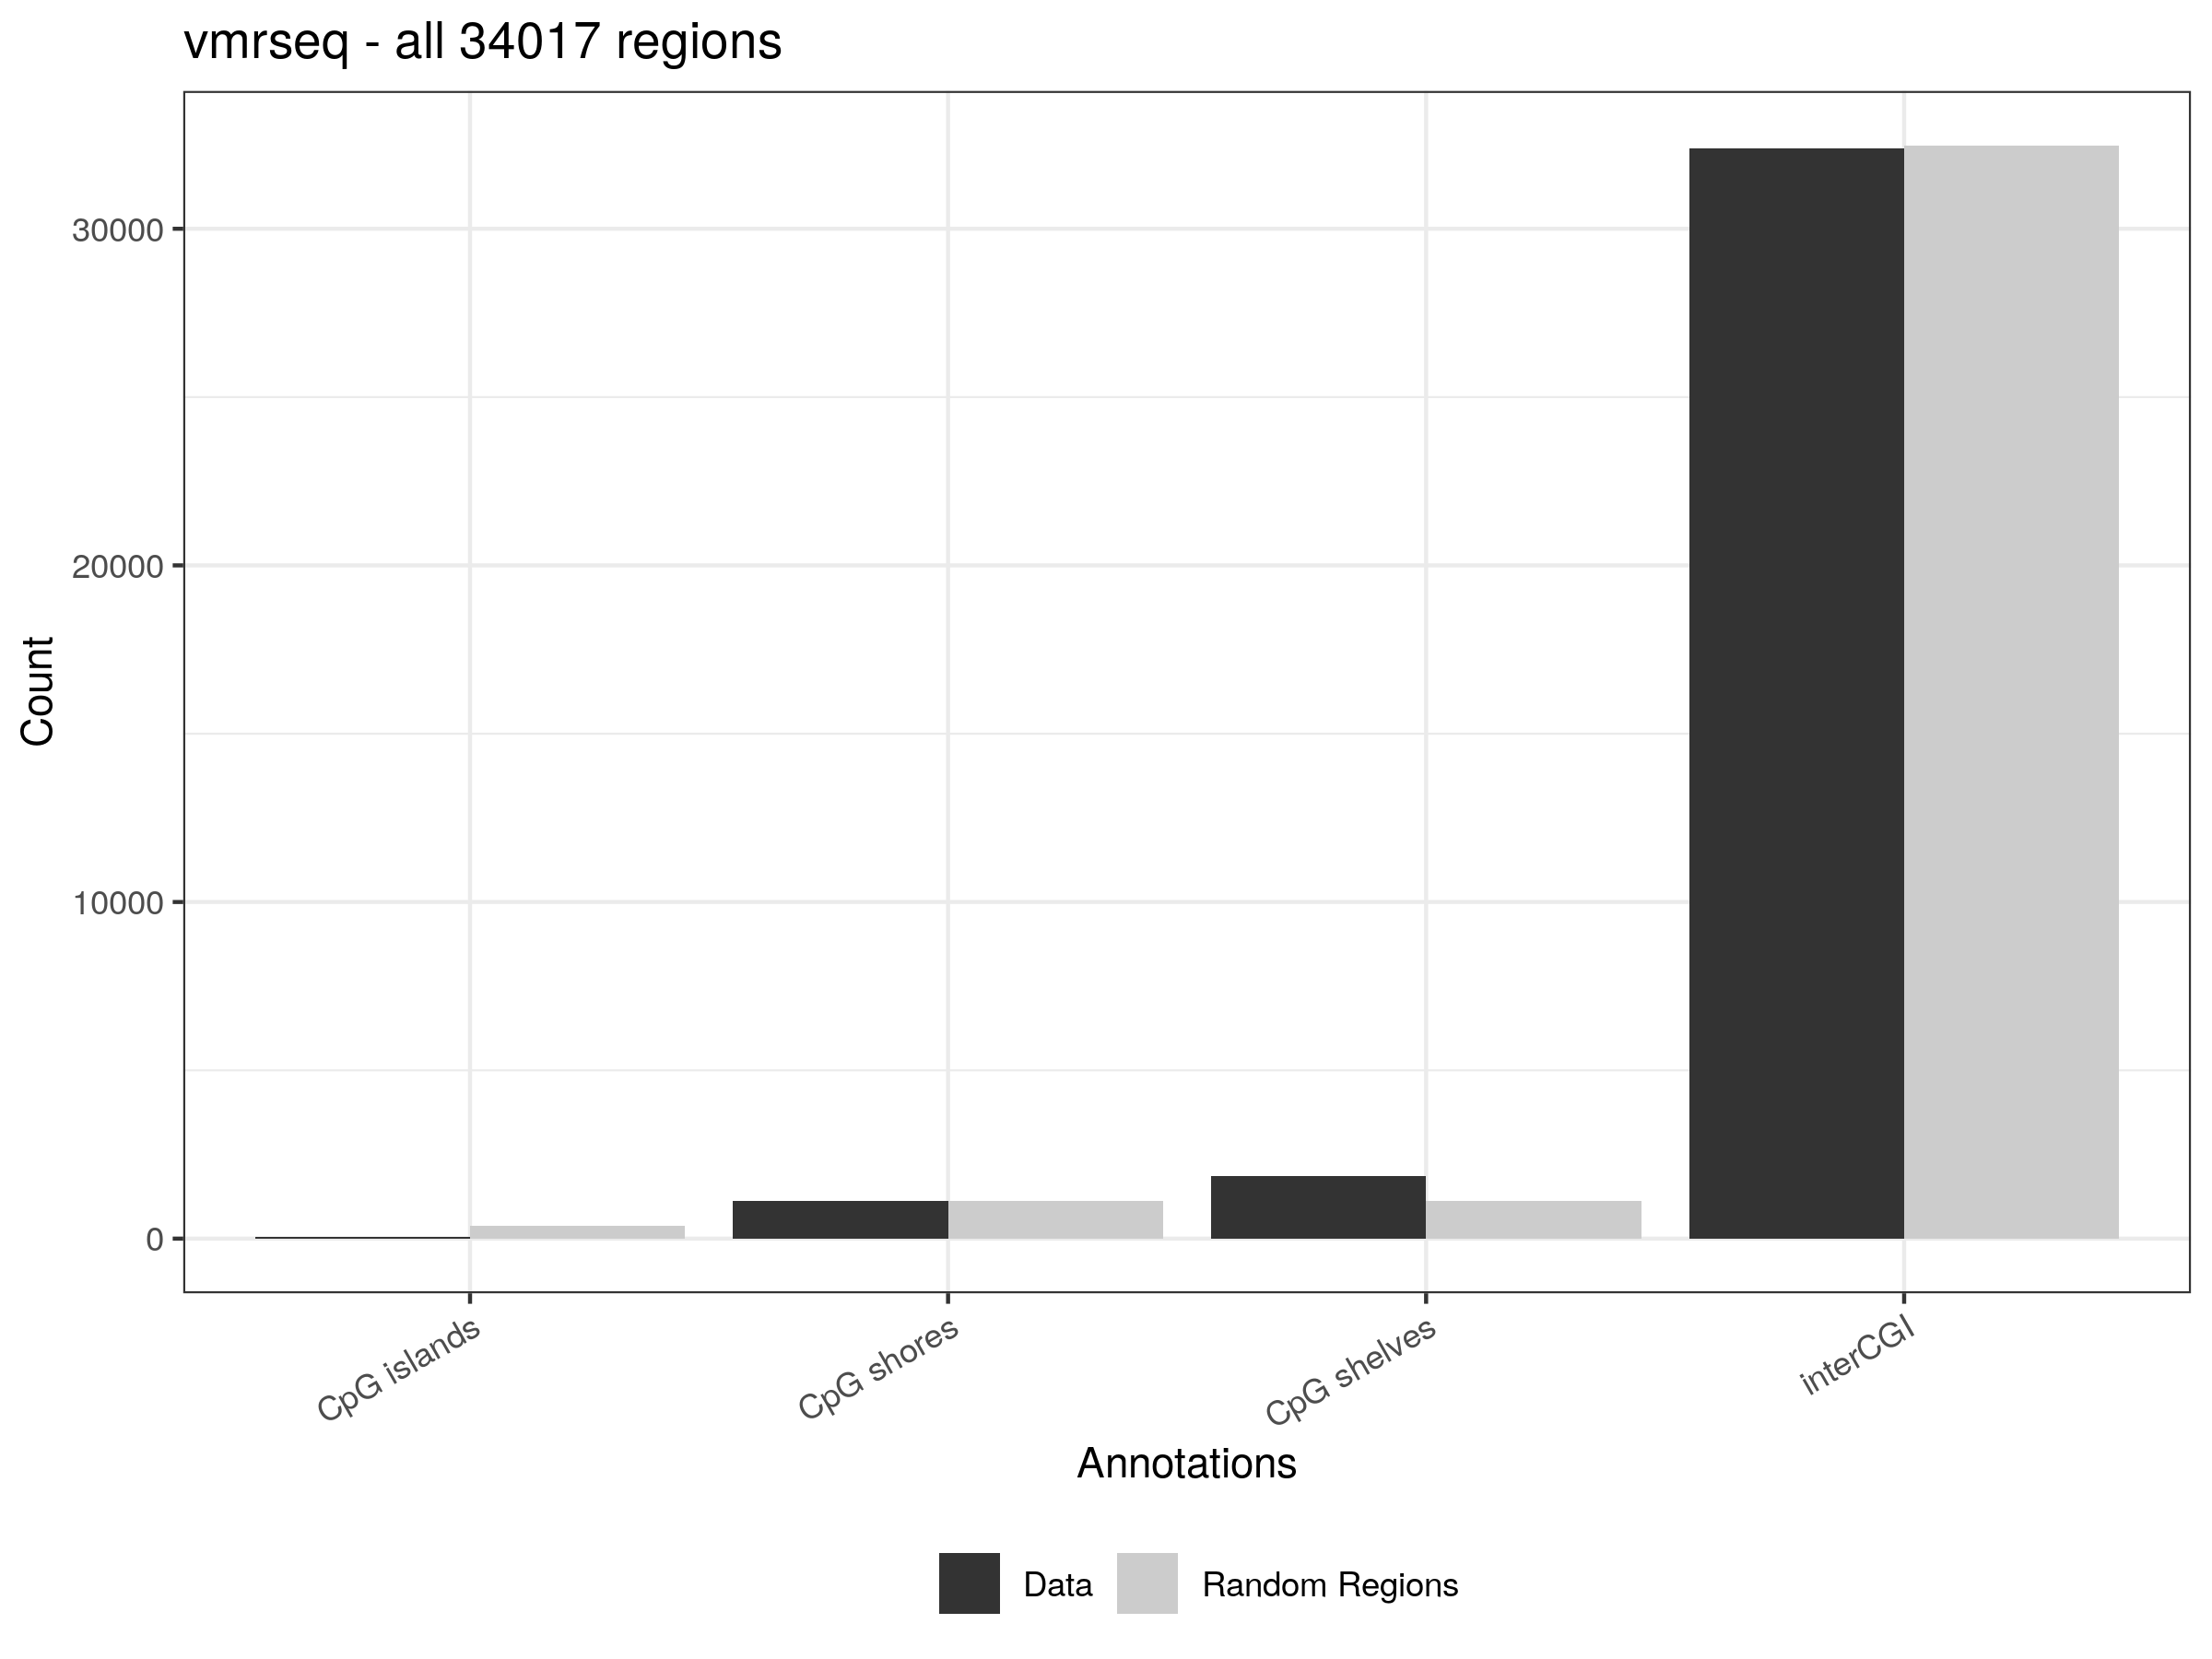 vmrseq - all 34017 regions
30000
20000
10000
0
Count
CpG islands
CpG shores
CpG shelves
interCGI
Annotations
Data
Random Regions